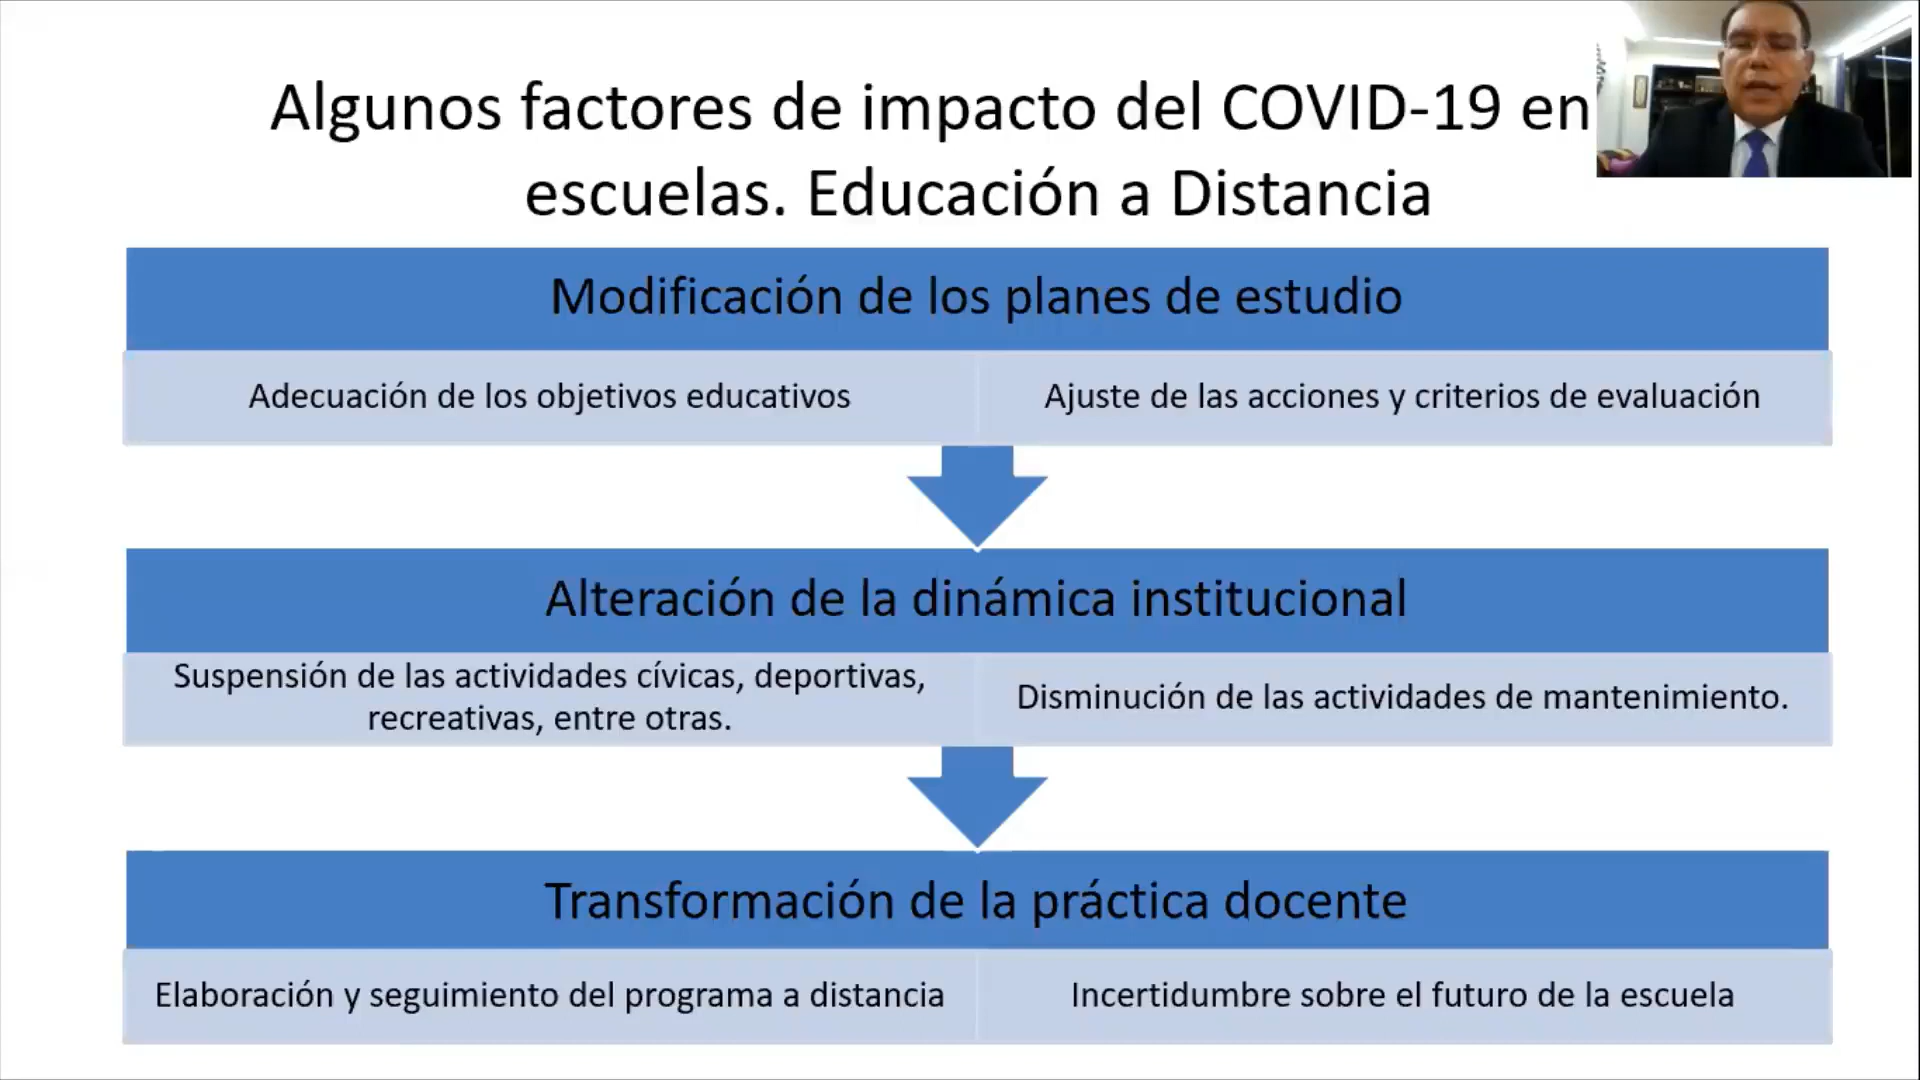 Algunos factores de impacto del COVID-19 en
escuelas. Educación a Distancia
Modificación de los planes de estudio
Adecuación de los objetivos educativos
Ajuste de las acciones y criterios de evaluación
Alteración de la dinámica institucional
Suspensión de las actividades cívicas, deportivas,
recreativas, entre otras.
Disminución de las actividades de mantenimiento.
Transformación de la práctica docente
Elaboración y seguimiento del programa a distancia
Incertidumbre sobre el futuro de la escuela